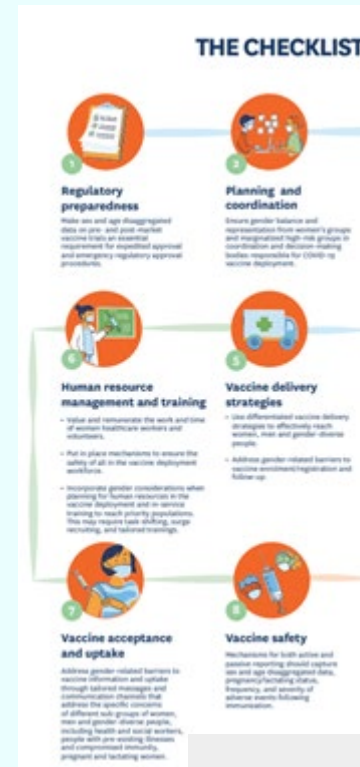 THE CHECKLIST
1
Regulatory
preparedness
Make sex and age disaggregated
data on pre- and post-market
vaccine trials an essential
requirement for expedited approval
and emergency regulatory approval
procedures.
2
Planning and
coordination
Ensure gender balance and
representation from women's groups
and marginalized high-risk groups in
coordination and decision-making
bodies responsible for COVID-19
vaccine deployment.
6
Human resource
management and training
- Value and remunerate the work and time
of women healthcare workers and
volunteers.
- Put in place mechanisms to ensure the
safety of all in the vaccine deployment
workforce.
- Incorporate gender considerations when
planning for human resources in the
vaccine deployment and in-service
training to reach priority populations.
This may require task shifting, surge
recruiting, and tailored trainings.
5
Vaccine delivery
strategies
- Use differentiated vaccine delivery
strategies to effectively reach
women, men and gender-diverse
people.
- Address gender-related barriers to
vaccine enrolment/registration and
follow-up.
7
Vaccine acceptance
and uptake
Address gender-related barriers to
vaccine information and uptake
through tailored messages and
communication channels that
address the specific concerns
of different sub-groups of women,
men and gender-diverse people,
including health and social workers,
people with pre-existing illnesses
and compromised immunity,
pregnant and lactating women.
8
Vaccine safety
Mechanisms for both active and
passive reporting should capture
sex and age disaggregated data,
pregnancy/lactating status,
frequency, and severity of
adverse events following
immunization.